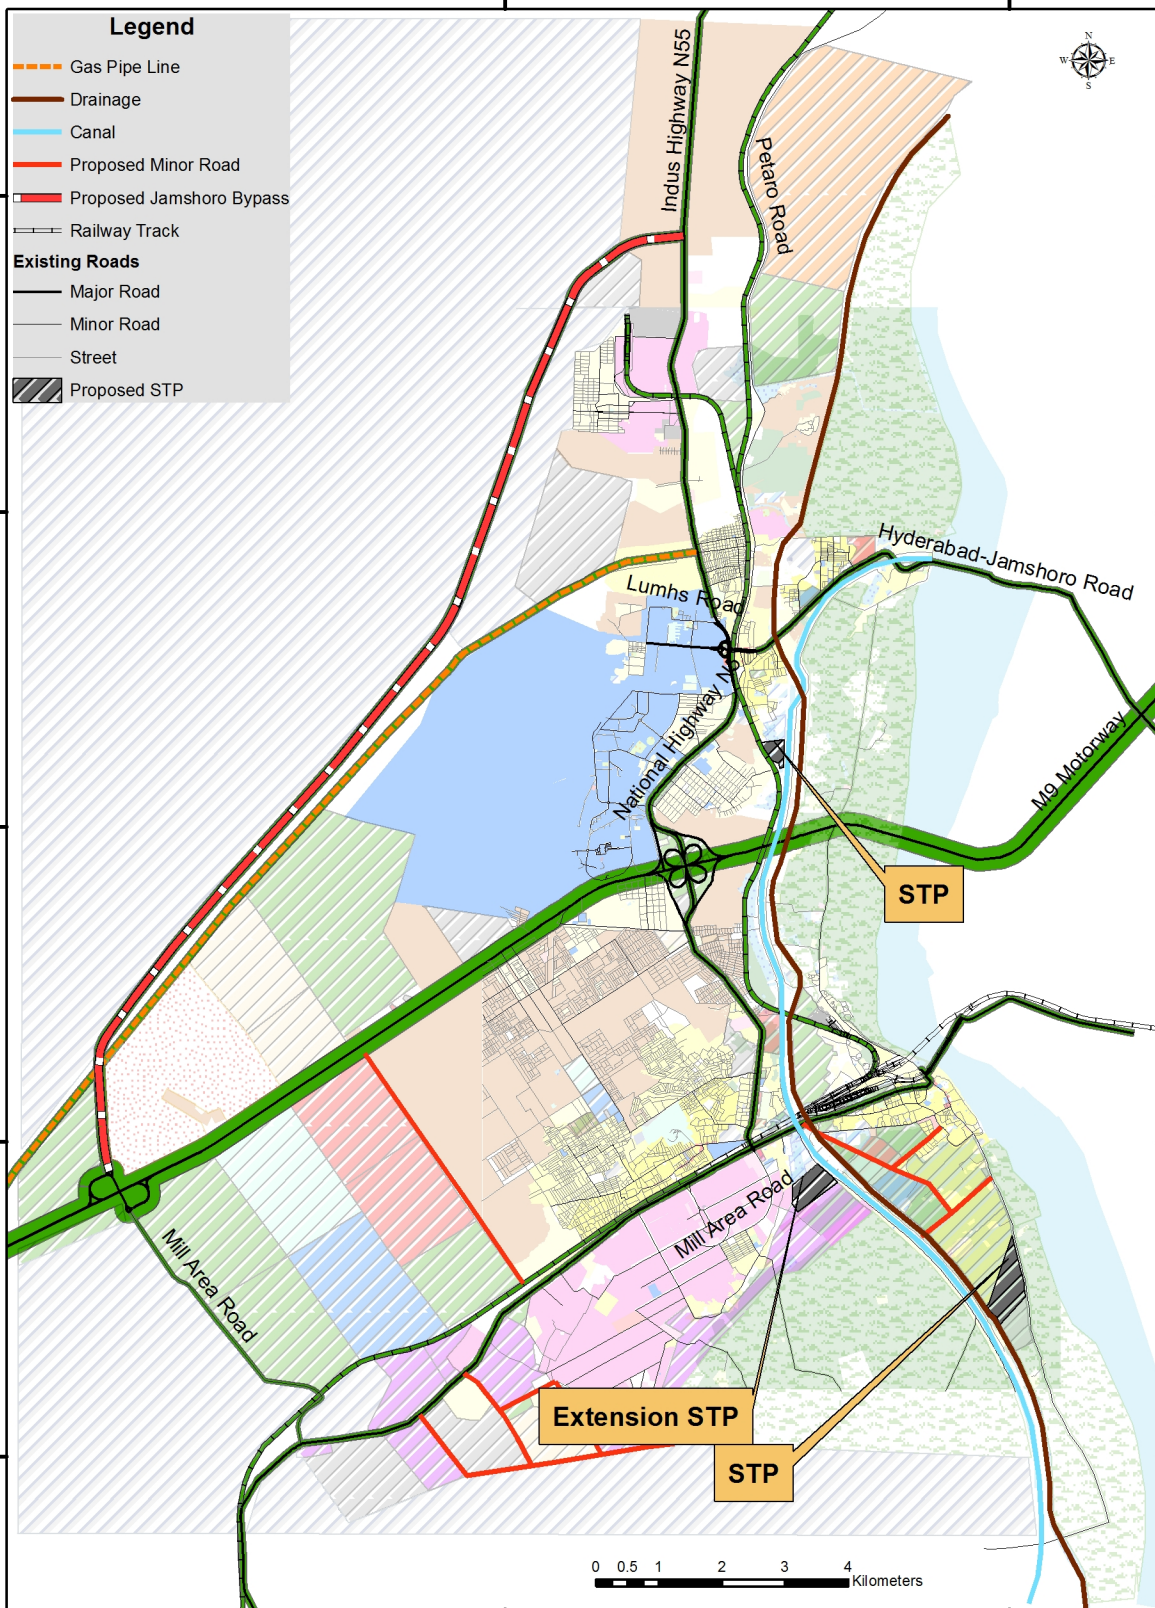 Legend
Gas Pipe Line
Drainage
Canal
Proposed Minor Road
Proposed Jamshoro Bypass
Railway Track
Existing Roads
Major Road
Minor Road
Street
Proposed STP
N
W
E
S
Indus Highway N55
Petaro Road
Hyderabad-Jamshoro Road
Lumhs Road
National Highway N5
M9 Motorway
STP
Mill Area Road
Mill Area Road
Extension STP
STP
0 0.5 1 2 3 4
Kilometers